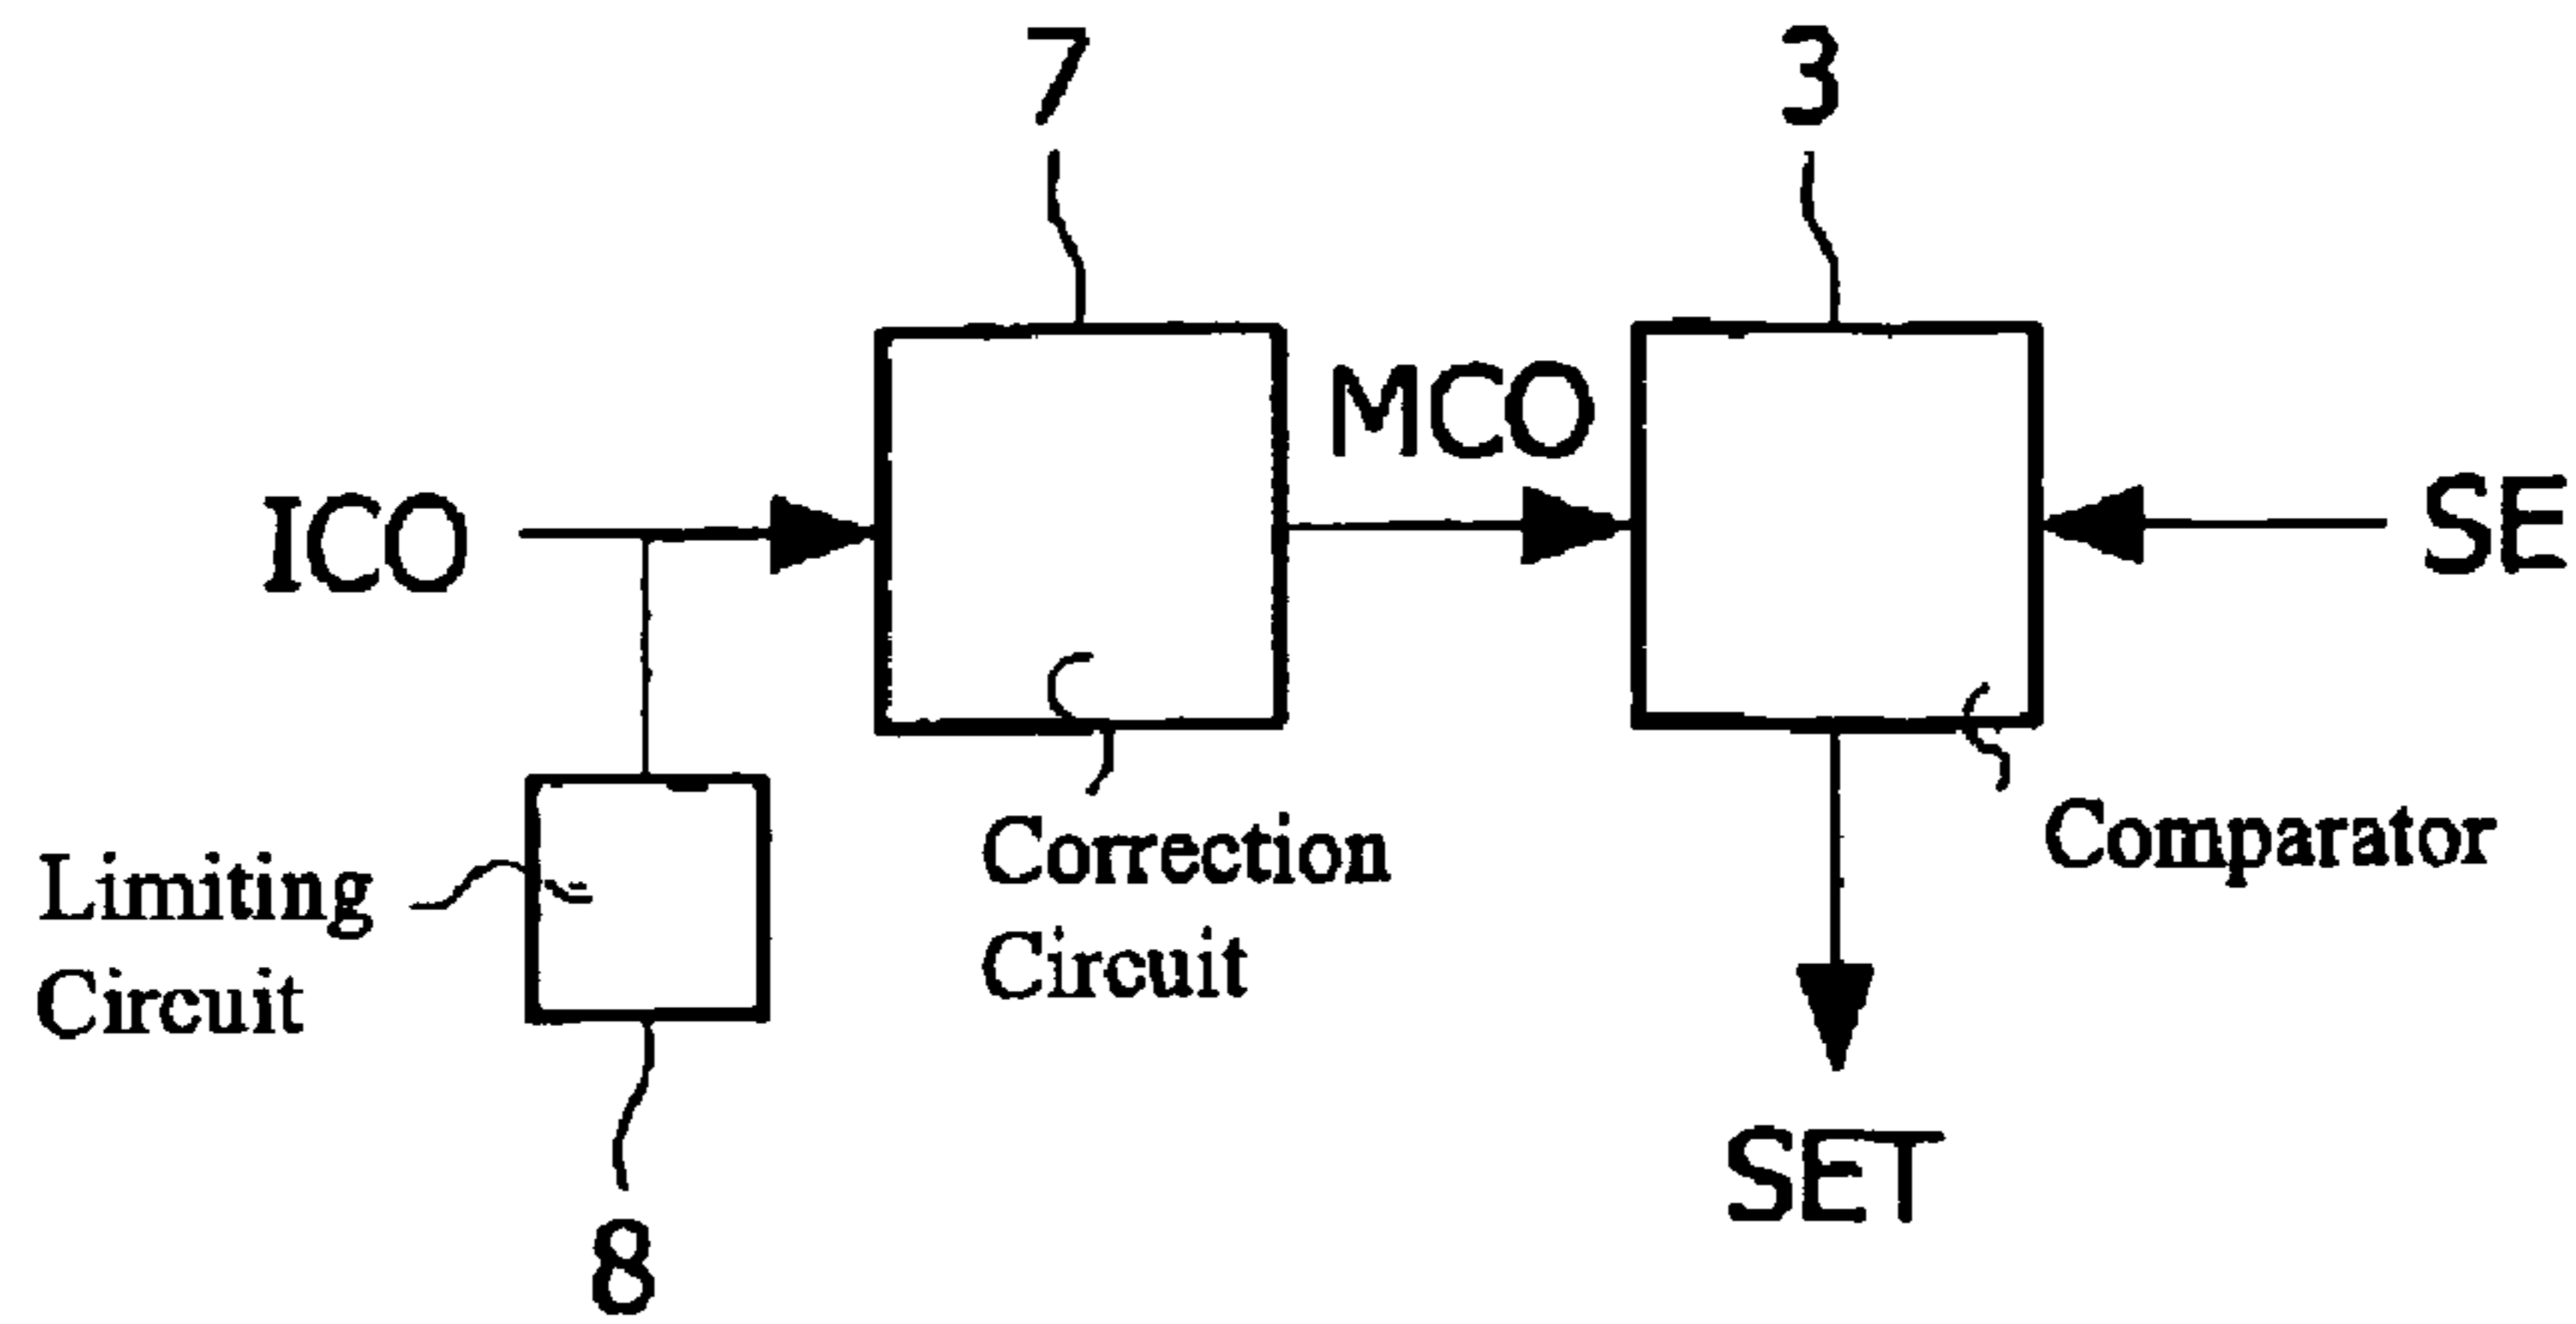 7
3
MCO
ICO
SE
Correction
Circuit
Comparator
Limiting
Circuit
SET
8